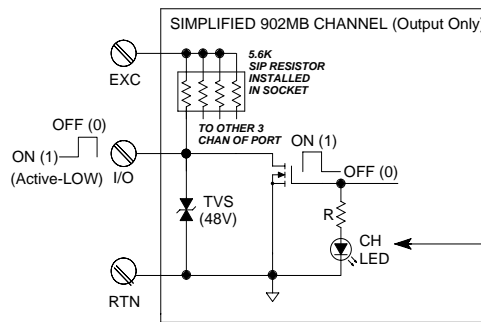 SIMPLIFIED 902MB CHANNEL (Output Only)
EXC
5.6K
SIP RESISTOR
INSTALLED
IN SOCKET
TO OTHER 3
CHAN OF PORT
OFF (0)
ON (1)
(Active-LOW)
I/O
ON (1)
OFF (0)
TVS
(48V)
R
CH
LED
RTN